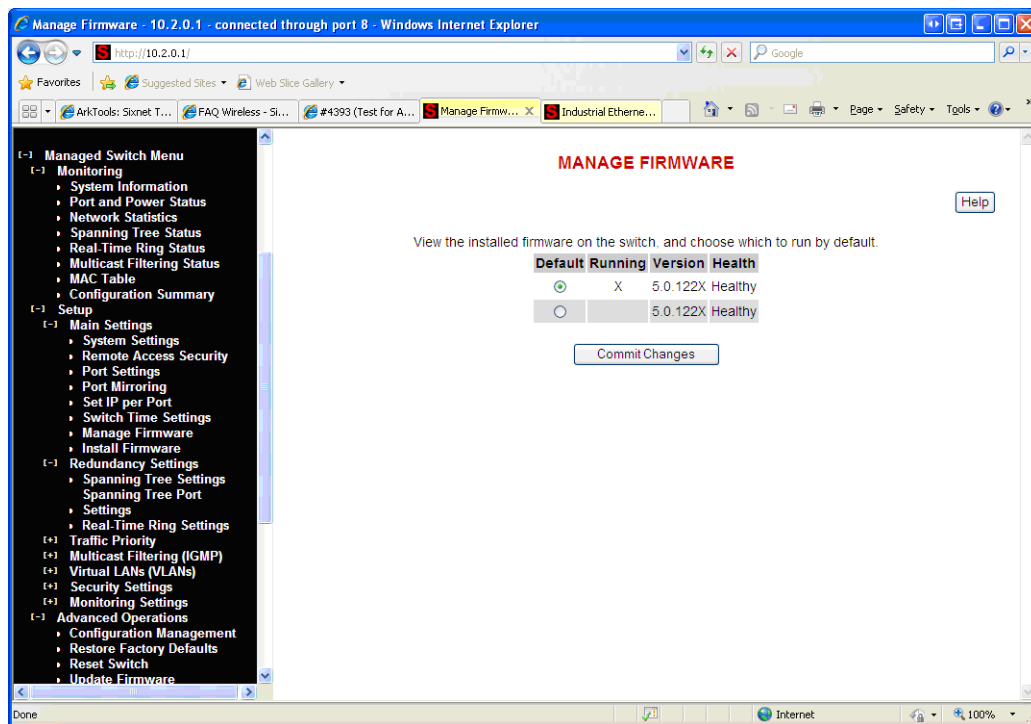 Manage Firmware - 10.2.0.1 - connected through port 8 - Windows Internet Explorer
http://10.2.0.1/
Google
Favorites Suggested Sites Web Slice Gallery
ArkTools: Sixnet T... FAQ Wireless - Si... #4393 (Test for A... Manage Firmw... X Industrial Etherne... Page Safety Tools
[-] Managed Switch Menu
[-] Monitoring
System Information
Port and Power Status
Network Statistics
Spanning Tree Status
Real-Time Ring Status
Multicast Filtering Status
MAC Table
Configuration Summary
[-] Setup
[-] Main Settings
System Settings
Remote Access Security
Port Settings
Port Mirroring
Set IP per Port
Switch Time Settings
Manage Firmware
Install Firmware
[-] Redundancy Settings
Spanning Tree Settings
Spanning Tree Port
Settings
Real-Time Ring Settings
[+] Traffic Priority
[+] Multicast Filtering (IGMP)
[+] Virtual LANs (VLANs)
[+] Security Settings
[+] Monitoring Settings
[-] Advanced Operations
Configuration Management
Restore Factory Defaults
Reset Switch
Update Firmware
MANAGE FIRMWARE
Help
View the installed firmware on the switch, and choose which to run by default.
Default Running Version Health
X 5.0.122X Healthy
5.0.122X Healthy
Commit Changes
Done Internet 100%